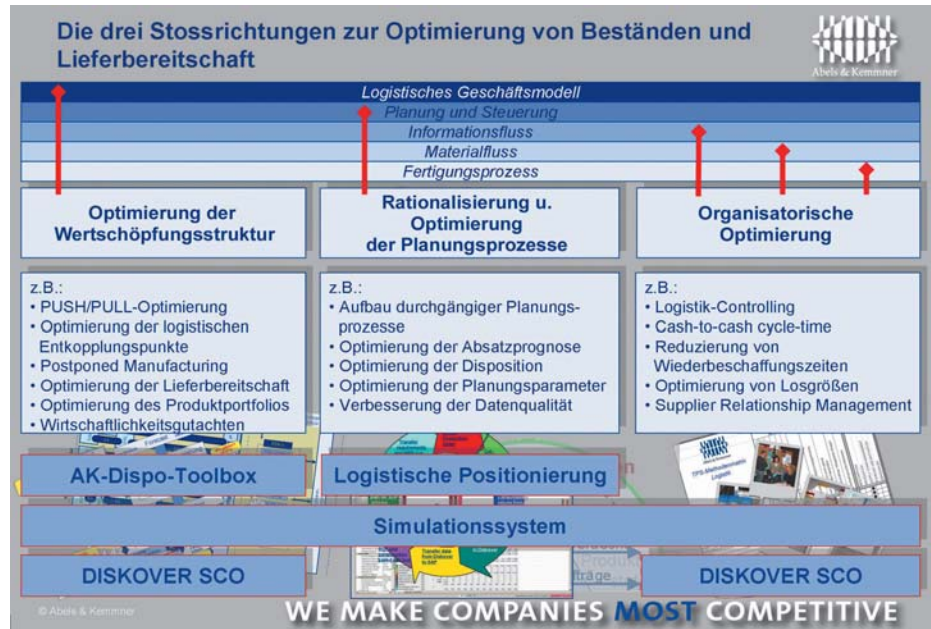 Die drei Stossrichtungen zur Optimierung von Beständen und
Lieferbereitschaft
Abels & Kemmner
Logistisches Geschäftsmodell
Planung und Steuerung
Informationsfluss
Materialfluss
Fertigungsprozess
Optimierung der
Wertschöpfungsstruktur
Rationalisierung u.
Optimierung
der Planungsprozesse
Organisatorische
Optimierung
z.B.:
• PUSH/PULL-Optimierung
• Optimierung der logistischen
Entkopplungspunkte
• Postponed Manufacturing
• Optimierung der Lieferbereitschaft
• Optimierung des Produktportfolios
• Wirtschaftlichkeitsgutachten
z.B.:
• Aufbau durchgängiger Planungs-
prozesse
• Optimierung der Absatzprognose
• Optimierung der Disposition
• Optimierung der Planungsparameter
• Verbesserung der Datenqualität
z.B.:
• Logistik-Controlling
• Cash-to-cash cycle-time
• Reduzierung von
Wiederbeschaffungszeiten
• Optimierung von Losgrößen
• Supplier Relationship Management
AK-Dispo-Toolbox
Logistische Positionierung
Simulationssystem
DISKOVER SCO
DISKOVER SCO
© Abels & Kemmner
WE MAKE COMPANIES MOST COMPETITIVE